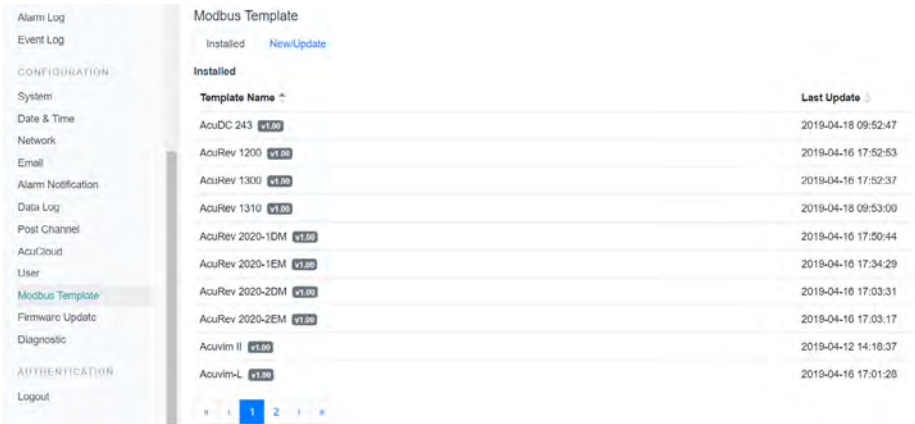 Alarm Log
Event Log
CONFIGURATION
System
Date & Time
Network
Email
Alarm Notification
Data Log
Post Channel
AcuCloud
User
Modbus Template
Firmware Update
Diagnostic
AUTHENTICATION
Logout
Modbus Template
Installed New/Update
Installed
Template Name Last Update
AcuDC 243 v1.00 2019-04-18 09:52:47
AcuRev 1200 v1.00 2019-04-16 17:52:53
AcuRev 1300 v1.00 2019-04-16 17:52:37
AcuRev 1310 v1.00 2019-04-18 09:53:00
AcuRev 2020-1DM v1.00 2019-04-16 17:50:44
AcuRev 2020-1EM v1.00 2019-04-16 17:34:29
AcuRev 2020-2DM v1.00 2019-04-16 17:03:31
AcuRev 2020-2EM v1.00 2019-04-16 17:03:17
Acuvim II v1.00 2019-04-12 14:18:37
Acuvim-L v1.00 2019-04-16 17:01:28
« ‹ 1 2 › »